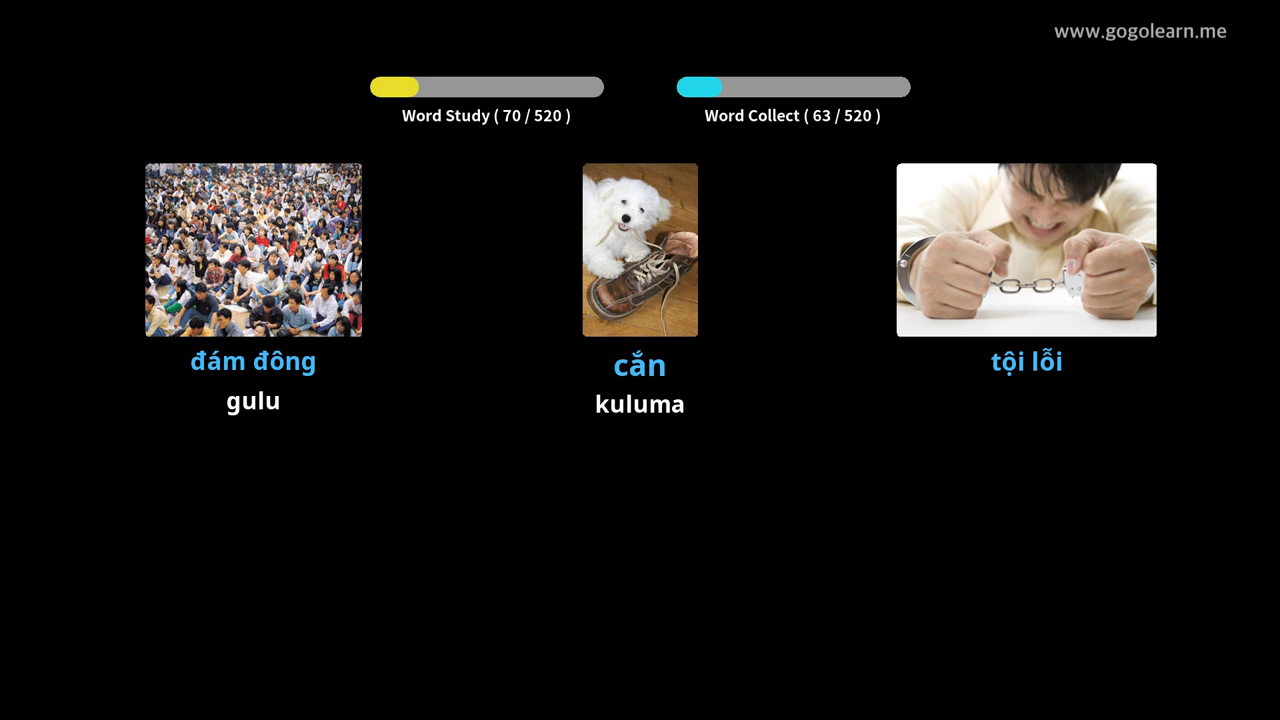 www.gogolearn.me
Word Study ( 70 / 520 )
Word Collect ( 63 / 520 )
đám đông
gulu
cắn
kuluma
tội lỗi